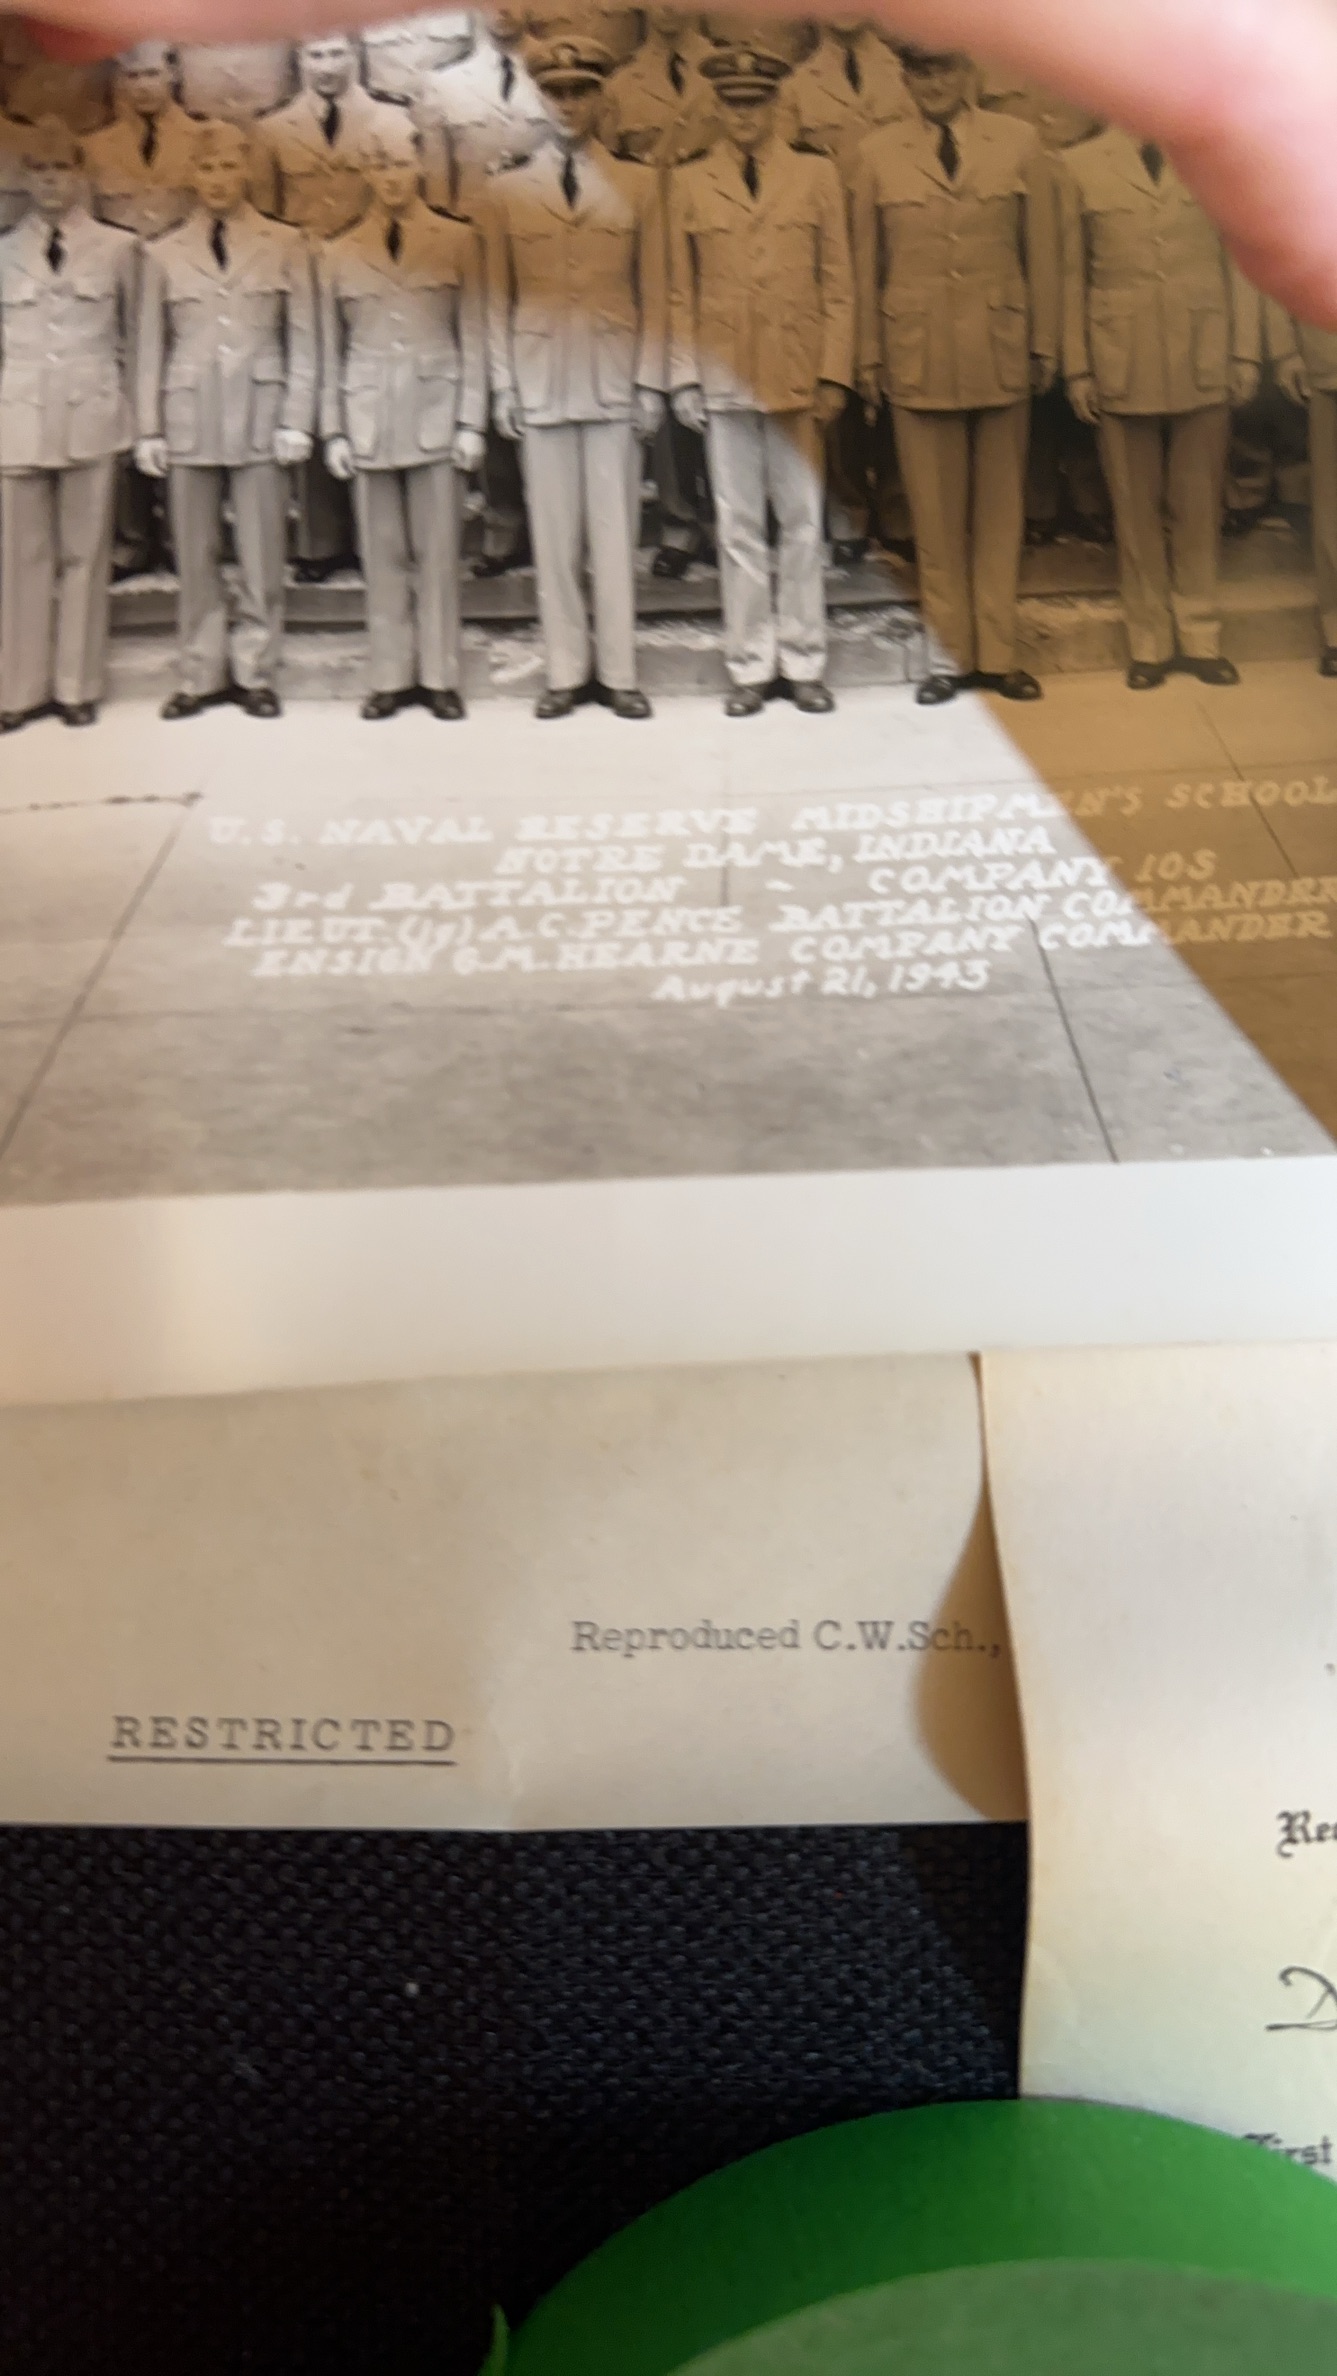 U.S. NAVAL RESERVE MIDSHIPMEN'S SCHOOL
NOTRE DAME, INDIANA
3rd BATTALION - COMPANY 10S
LIEUT.(jg) A.C. PENCE BATTALION COMMANDER
ENSIGN G.M. HEARNE COMPANY COMMANDER
August 21, 1943
Reproduced C.W.Sch.,
RESTRICTED